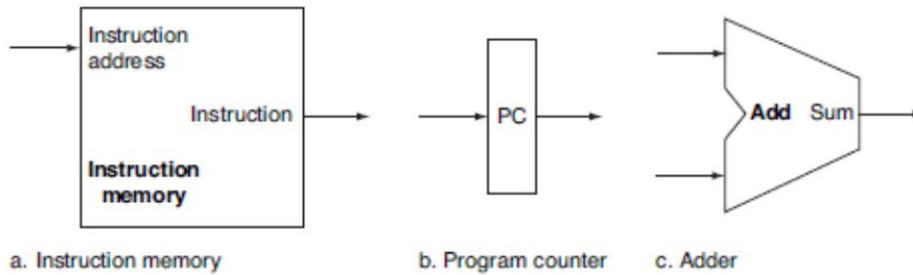 Instruction
address
Instruction
Instruction
memory
PC
Add Sum
a. Instruction memory
b. Program counter
c. Adder